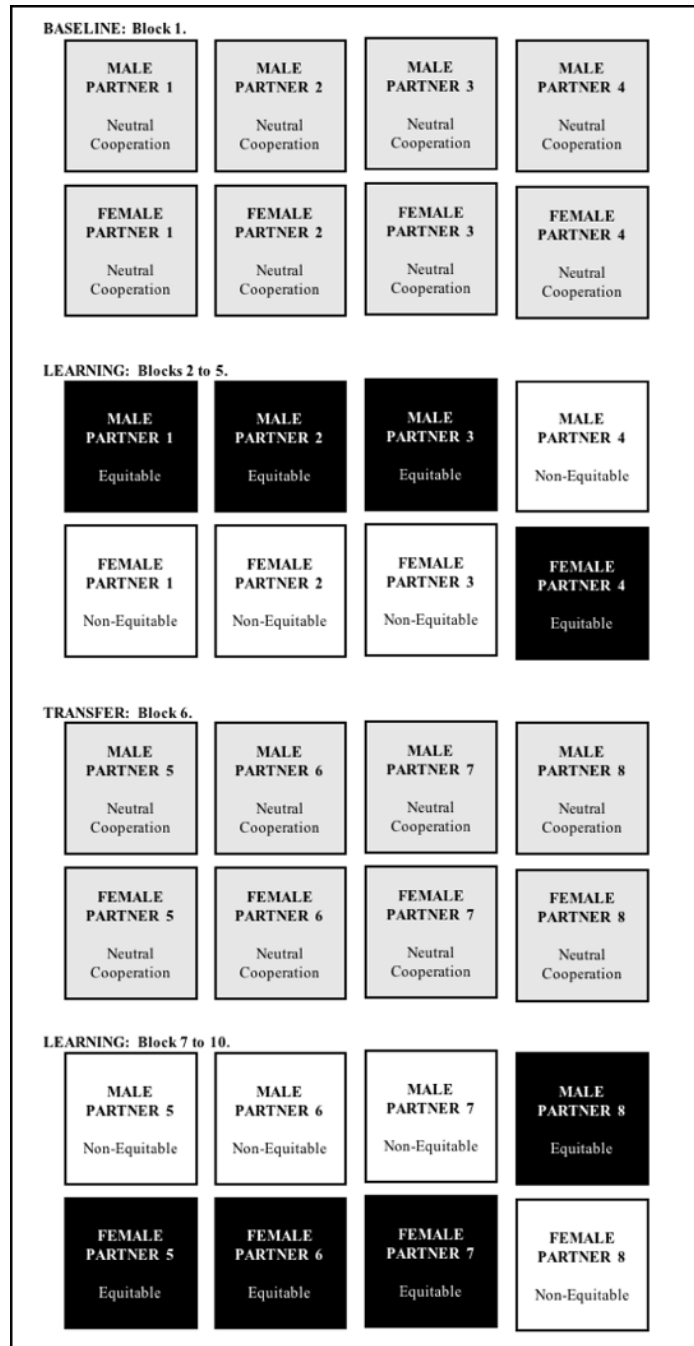 BASELINE: Block 1.
MALE
PARTNER 1
Neutral
Cooperation
MALE
PARTNER 2
Neutral
Cooperation
MALE
PARTNER 3
Neutral
Cooperation
MALE
PARTNER 4
Neutral
Cooperation
FEMALE
PARTNER 1
Neutral
Cooperation
FEMALE
PARTNER 2
Neutral
Cooperation
FEMALE
PARTNER 3
Neutral
Cooperation
FEMALE
PARTNER 4
Neutral
Cooperation
LEARNING: Blocks 2 to 5.
MALE
PARTNER 1
Equitable
MALE
PARTNER 2
Equitable
MALE
PARTNER 3
Equitable
MALE
PARTNER 4
Non-Equitable
FEMALE
PARTNER 1
Non-Equitable
FEMALE
PARTNER 2
Non-Equitable
FEMALE
PARTNER 3
Non-Equitable
FEMALE
PARTNER 4
Equitable
TRANSFER: Block 6.
MALE
PARTNER 5
Neutral
Cooperation
MALE
PARTNER 6
Neutral
Cooperation
MALE
PARTNER 7
Neutral
Cooperation
MALE
PARTNER 8
Neutral
Cooperation
FEMALE
PARTNER 5
Neutral
Cooperation
FEMALE
PARTNER 6
Neutral
Cooperation
FEMALE
PARTNER 7
Neutral
Cooperation
FEMALE
PARTNER 8
Neutral
Cooperation
LEARNING: Block 7 to 10.
MALE
PARTNER 5
Non-Equitable
MALE
PARTNER 6
Non-Equitable
MALE
PARTNER 7
Non-Equitable
MALE
PARTNER 8
Equitable
FEMALE
PARTNER 5
Equitable
FEMALE
PARTNER 6
Equitable
FEMALE
PARTNER 7
Equitable
FEMALE
PARTNER 8
Non-Equitable